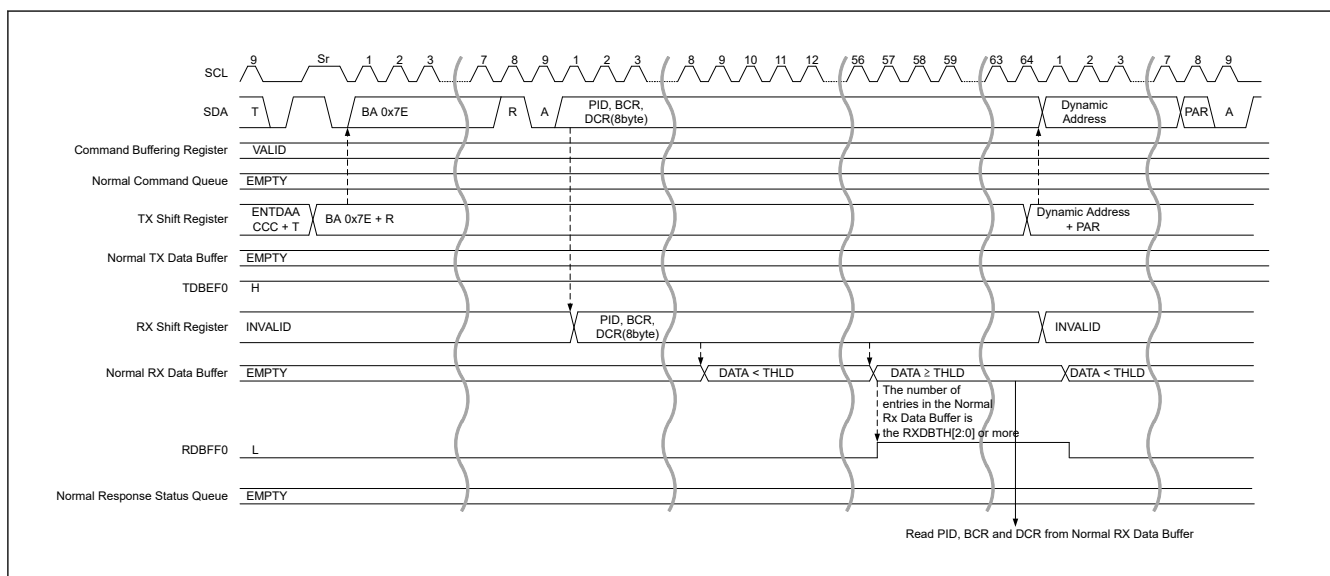 9 Sr 1 2 3 7 8 9 1 2 3 8 9 10 11 12 56 57 58 59 63 64 1 2 3 7 8 9
SCL
SDA T BA 0x7E R A PID, BCR, DCR(8byte) Dynamic Address PAR A
Command Buffering Register VALID
Normal Command Queue EMPTY
TX Shift Register ENTDAA CCC + T BA 0x7E + R Dynamic Address + PAR
Normal TX Data Buffer EMPTY
TDBEF0 H
RX Shift Register INVALID PID, BCR, DCR(8byte) INVALID
Normal RX Data Buffer EMPTY DATA < THLD DATA ≥ THLD DATA < THLD
The number of
entries in the Normal
Rx Data Buffer is
the RXDBTH[2:0] or more
RDBFF0 L
Normal Response Status Queue EMPTY
Read PID, BCR and DCR from Normal RX Data Buffer